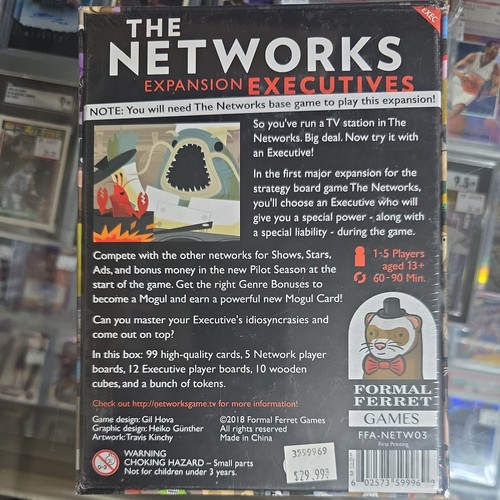 THE
NETWORKS
EXPANSION EXECUTIVES
EXEC
NOTE: You will need The Networks base game to play this expansion!
So you've run a TV station in The
Networks. Big deal. Now try it with
an Executive!
In the first major expansion for the
strategy board game The Networks,
you'll choose an Executive who will
give you a special power - along with
a special liability - during the game.
Compete with the other networks for Shows, Stars,
Ads, and bonus money in the new Pilot Season at the
start of the game. Get the right Genre Bonuses to
become a Mogul and earn a powerful new Mogul Card!
1-5 Players
aged 13+
60-90 Min.
Can you master your Executive's idiosyncrasies and
come out on top?
In this box: 99 high-quality cards, 5 Network player
boards, 12 Executive player boards, 10 wooden
cubes, and a bunch of tokens.
Check out http://networksgame.tv for more information!
Game design: Gil Hova
Graphic design: Heiko Günther
Artwork: Travis Kinchy
©2018 Formal Ferret Games
All rights reserved
Made in China
FORMAL
FERRET
GAMES
FFA-NETW03
First Printing
0-3
WARNING
CHOKING HAZARD – Small parts
Not for children under 3 years.
3599969
$29.99
6 02573 59996
9.5